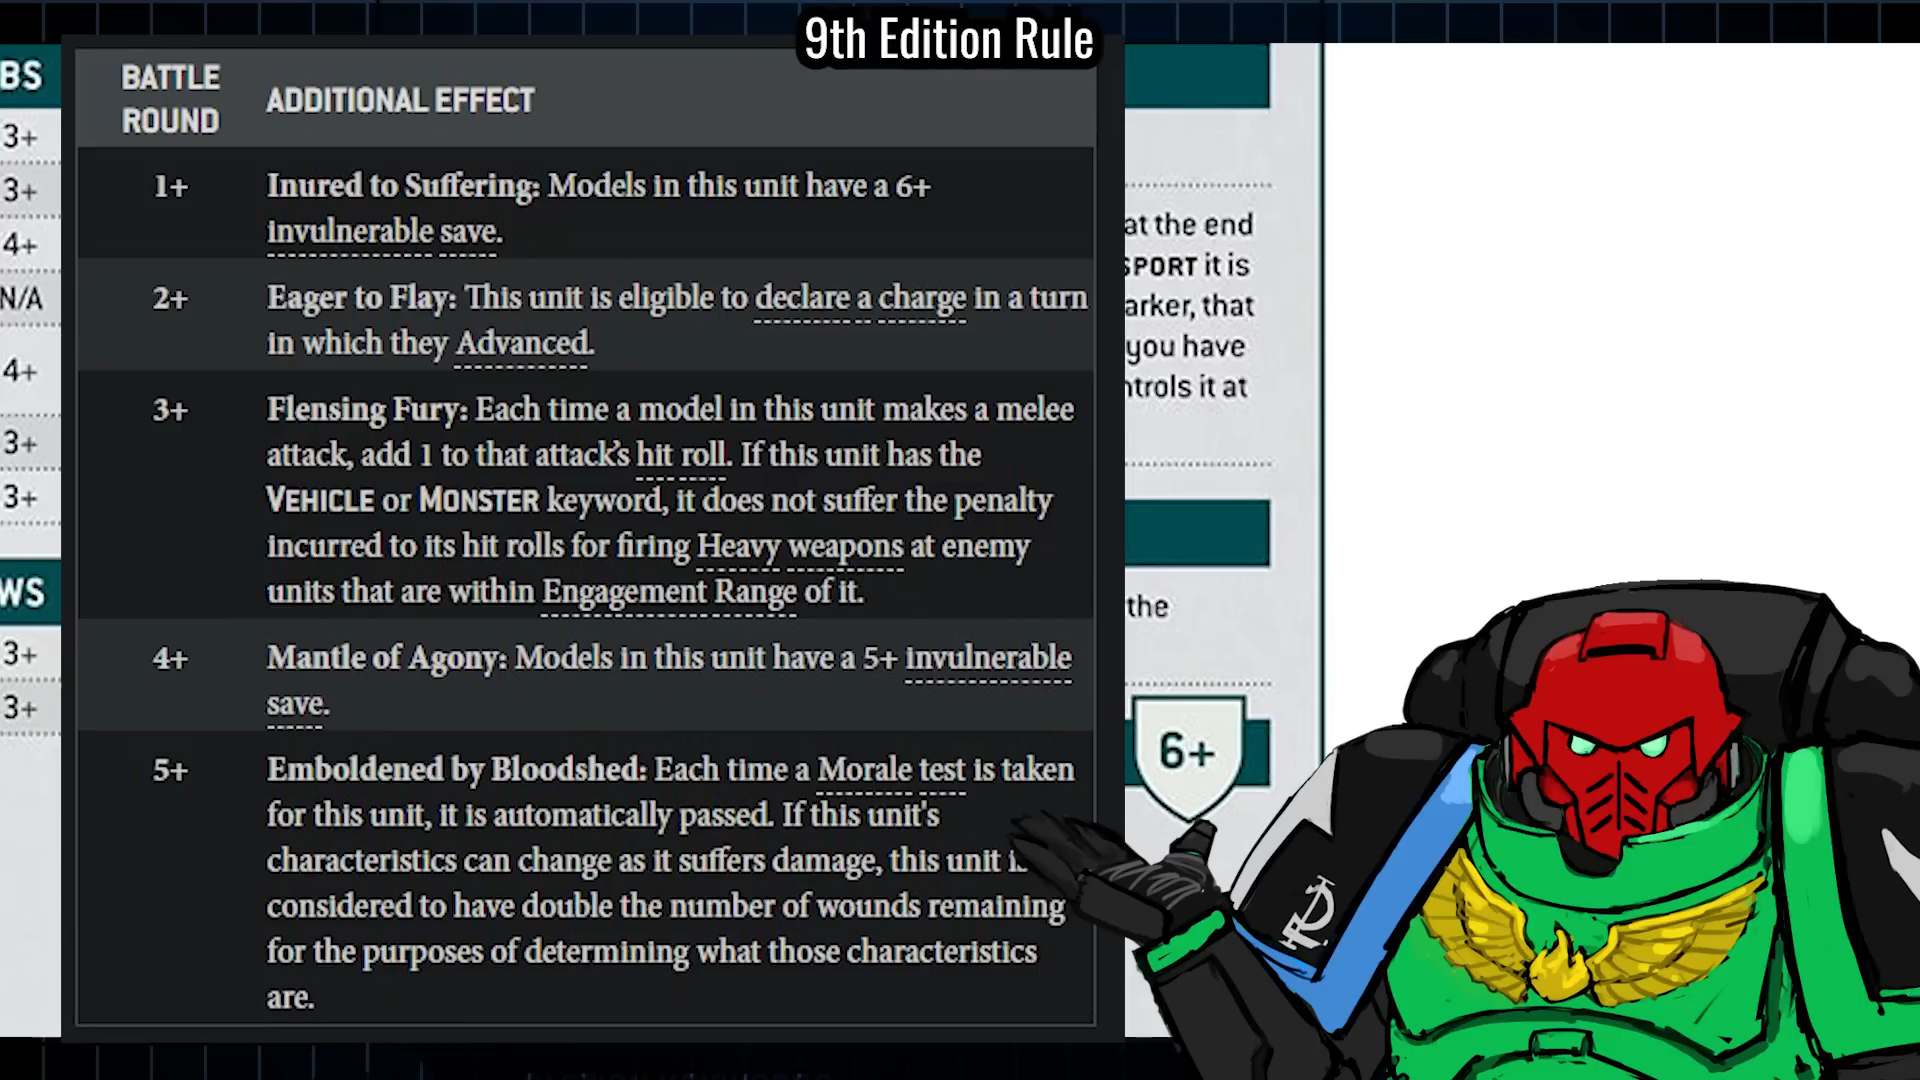 9th Edition Rule
BS
3+
3+
4+
N/A
4+
3+
3+
WS
3+
3+
BATTLE ROUND ADDITIONAL EFFECT
1+ Inured to Suffering: Models in this unit have a 6+
invulnerable save.
2+ Eager to Flay: This unit is eligible to declare a charge in a turn
in which they Advanced.
3+ Flensing Fury: Each time a model in this unit makes a melee
attack, add 1 to that attack's hit roll. If this unit has the
VEHICLE or MONSTER keyword, it does not suffer the penalty
incurred to its hit rolls for firing Heavy weapons at enemy
units that are within Engagement Range of it.
4+ Mantle of Agony: Models in this unit have a 5+ invulnerable
save.
5+ Emboldened by Bloodshed: Each time a Morale test is taken
for this unit, it is automatically passed. If this unit's
characteristics can change as it suffers damage, this unit is
considered to have double the number of wounds remaining
for the purposes of determining what those characteristics
are.
at the end
SPORT it is
arker, that
you have
ntrols it at
the
6+